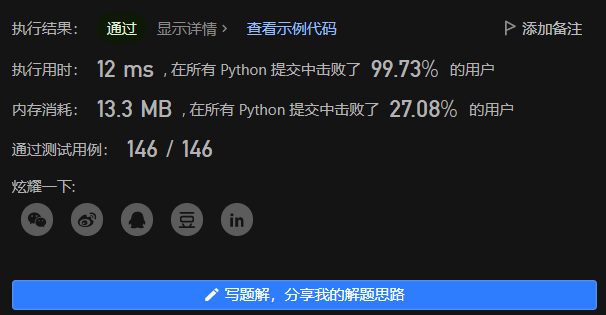 执行结果： 通过 显示详情 › 查看示例代码 添加备注
执行用时： 12 ms , 在所有 Python 提交中击败了 99.73% 的用户
内存消耗： 13.3 MB , 在所有 Python 提交中击败了 27.08% 的用户
通过测试用例： 146 / 146
炫耀一下:
豆 in
写题解，分享我的解题思路